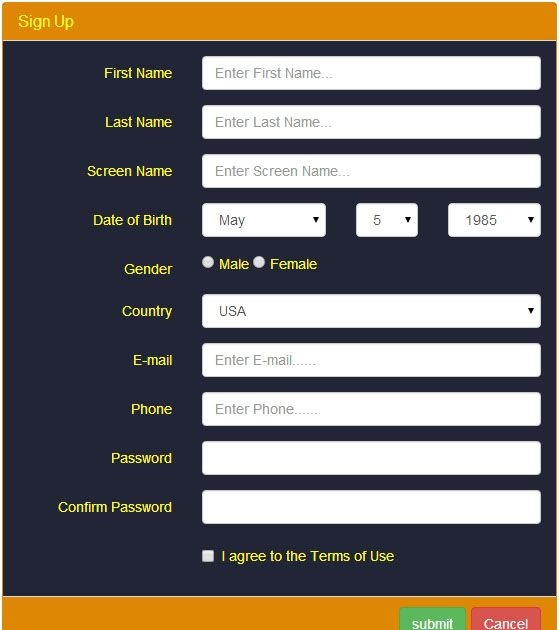 Sign Up
First Name Enter First Name...
Last Name Enter Last Name...
Screen Name Enter Screen Name...
Date of Birth May 5 1985
Gender Male Female
Country USA
E-mail Enter E-mail......
Phone Enter Phone......
Password
Confirm Password
I agree to the Terms of Use
submit Cancel